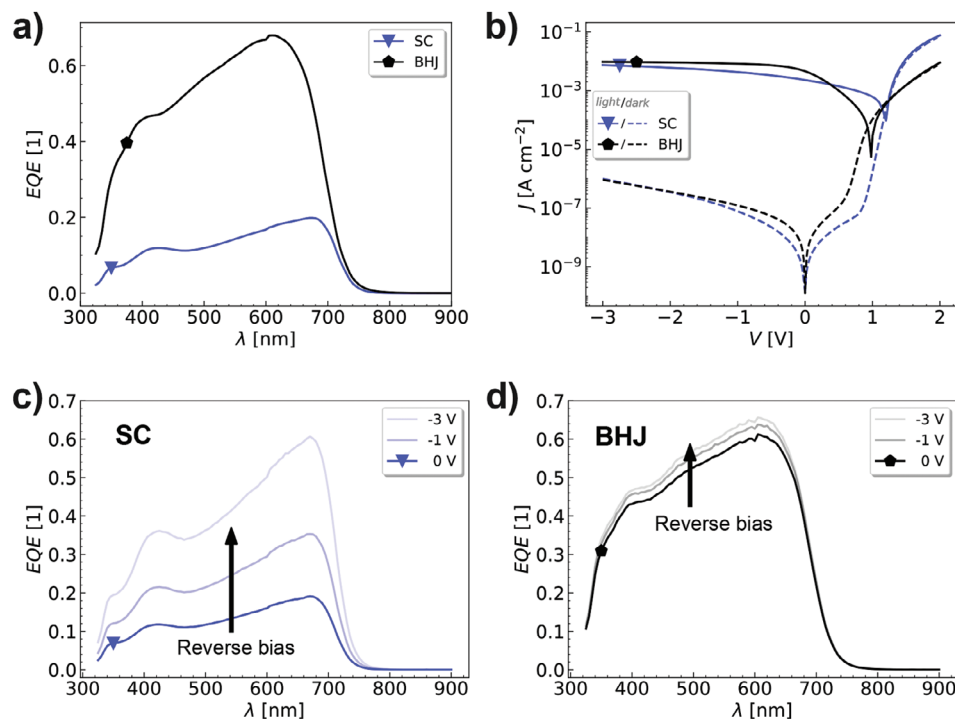 a)
SC
BHJ
EQE [1]
0.6
0.4
0.2
0.0
300 400 500 600 700 800 900
λ [nm]
b)
J [A cm⁻²]
10⁻¹
10⁻³
10⁻⁵
10⁻⁷
10⁻⁹
light/dark
/ SC
/ BHJ
−3 −2 −1 0 1 2
V [V]
c)
SC
-3 V
-1 V
0 V
Reverse bias
EQE [1]
0.7
0.6
0.5
0.4
0.3
0.2
0.1
0.0
300 400 500 600 700 800 900
λ [nm]
d)
BHJ
-3 V
-1 V
0 V
Reverse bias
EQE [1]
0.7
0.6
0.5
0.4
0.3
0.2
0.1
0.0
300 400 500 600 700 800 900
λ [nm]